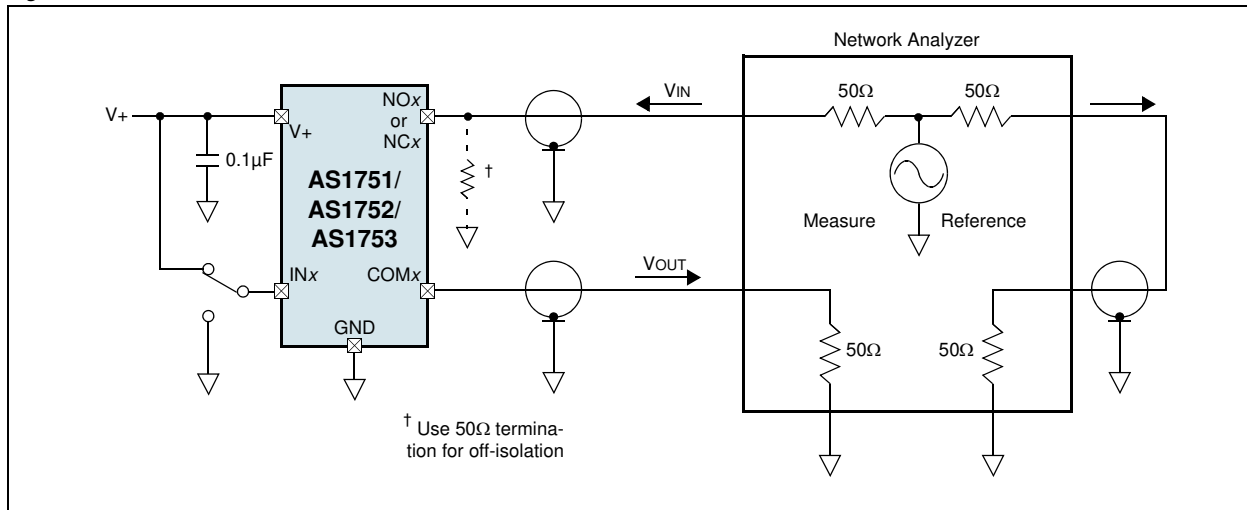 Network Analyzer
V+
V+
NOx
or
NCx
VIN
50Ω
50Ω
0.1µF
†
AS1751/
AS1752/
AS1753
Measure
Reference
INx
COMx
VOUT
GND
50Ω
50Ω
† Use 50Ω termina-
tion for off-isolation